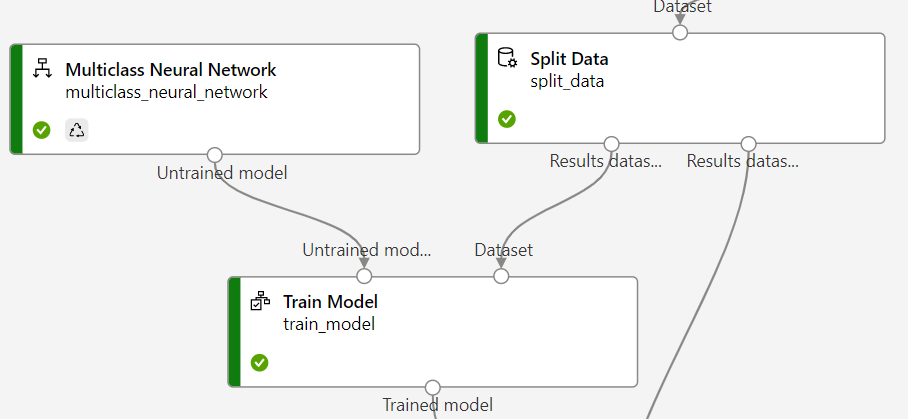 Dataset
Multiclass Neural Network
multiclass_neural_network
Split Data
split_data
Untrained model
Results datas...
Results datas...
Untrained mod...
Dataset
Train Model
train_model
Trained model